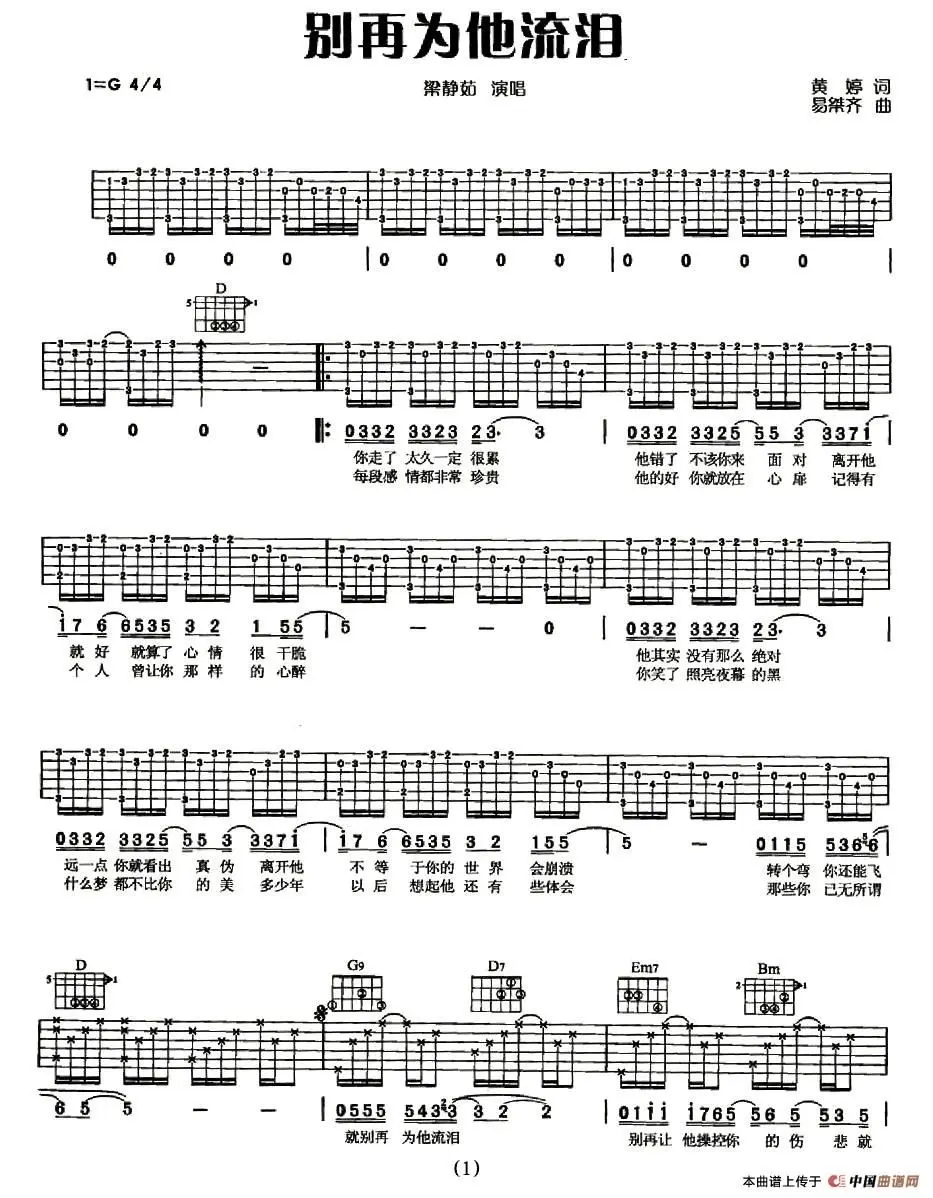 别再为他流泪
1=G 4/4
梁静茹 演唱
黄 婷 词
易桀齐 曲
0 0 0 0 | 0 0 0 0 | 0 0 0 0 |
D
0 0 0 0 0332 3323 23. 3 | 0332 3325 55 3 3371
你走了 太久一定 很累 他错了 不该你来 面对 离开他
每段感 情都非常 珍贵 他的好 你就放在 心扉 记得有
176 6535 3 2 1 55 | 5 - - 0 | 0332 3323 23. 3
就好 就算了 心情 很 干脆 他其实 没有那么 绝对
个人 曾让你 那样 的 心醉 你笑了 照亮夜幕 的黑
0332 3325 55 3 3371 | 17 6 6535 3 2 155 | 5 - 0115 536 6
远一点 你就看出 真伪 离开他 不等 于你的 世界 会崩溃 转个弯 你还能飞
什么梦 都不比你 的美 多少年 以后 想起他 还有 些体会 那些你 已无所谓
D G9 D7 Em7 Bm
65 5 - - | 0555 543 3 3 2 2 | 0111 1765 56 5 53 5
就别再 为他流泪 别再让 他操控你 的伤 悲就
(1)
本曲谱上传于 中国曲谱网